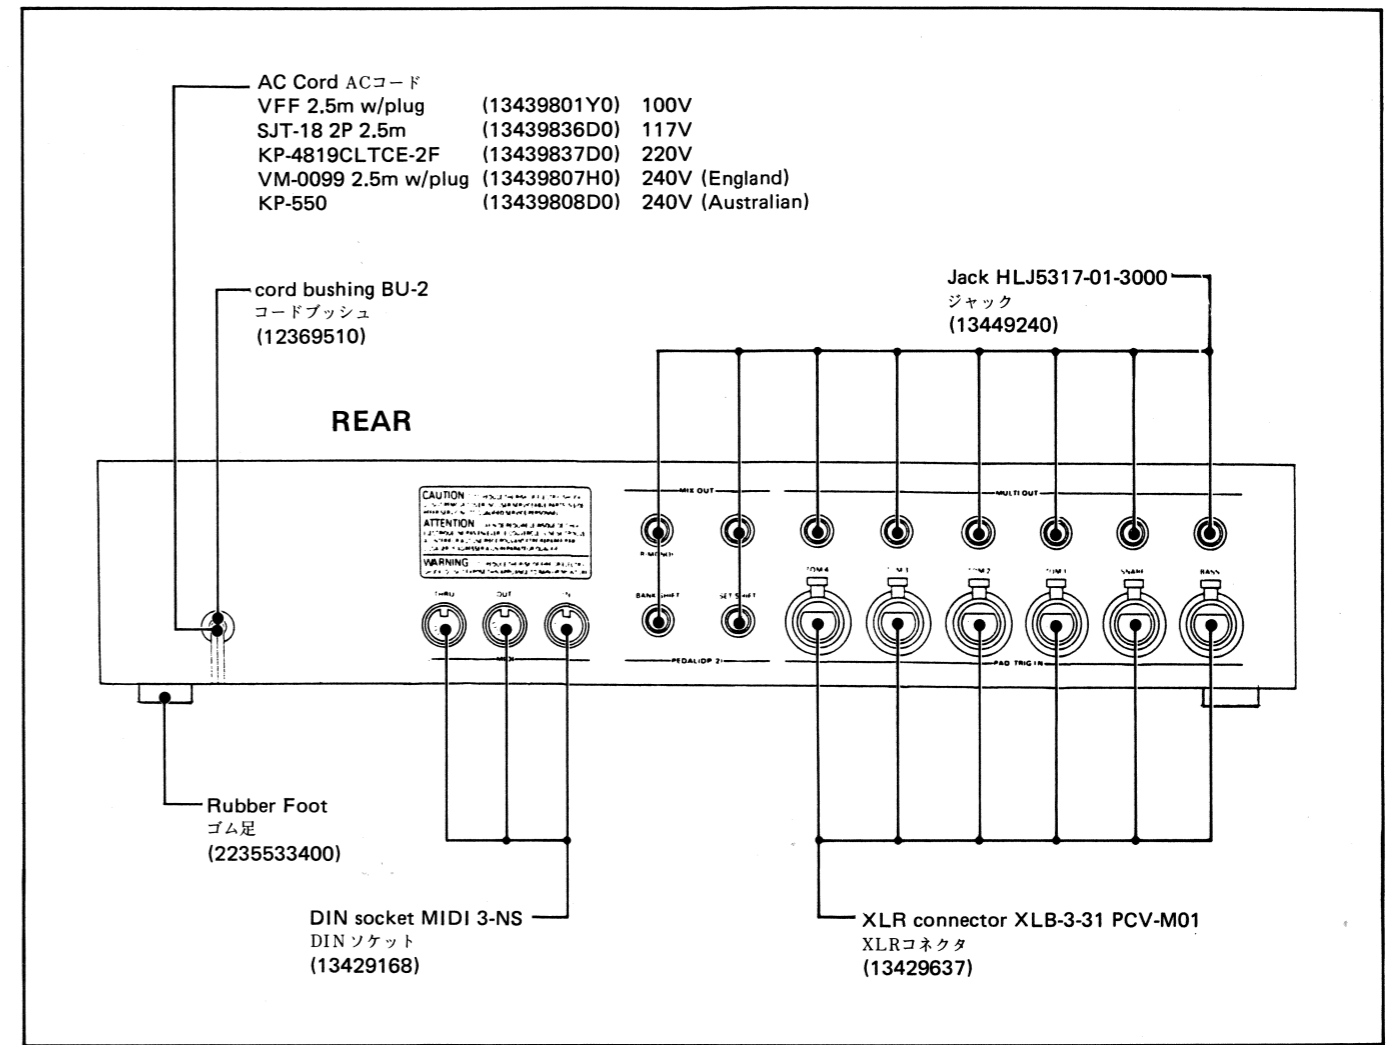 AC Cord ACコード
VFF 2.5m w/plug (13439801Y0) 100V
SJT-18 2P 2.5m (13439836D0) 117V
KP-4819CLTCE-2F (13439837D0) 220V
VM-0099 2.5m w/plug (13439807H0) 240V (England)
KP-550 (13439808D0) 240V (Australian)
cord bushing BU-2
コードブッシュ
(12369510)
Jack HLJ5317-01-3000
ジャック
(13449240)
REAR
CAUTION
ATTENTION
WARNING
MIX OUT
MULTI OUT
THRU
OUT
IN
MIDI
BANK SHIFT
SET SHIFT
TOM 4
TOM 2
SNARE
BASS
PAD TRIG IN
Rubber Foot
ゴム足
(2235533400)
DIN socket MIDI 3-NS
DINソケット
(13429168)
XLR connector XLB-3-31 PCV-M01
XLRコネクタ
(13429637)